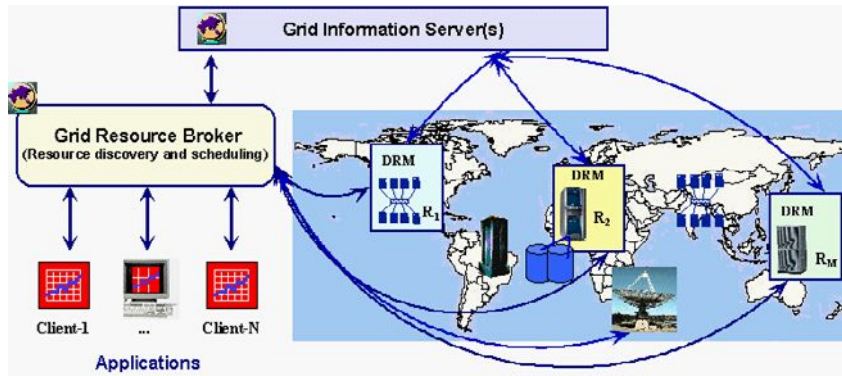 Grid Information Server(s)
Grid Resource Broker
(Resource discovery and scheduling)
DRM
R1
DRM
R2
DRM
RM
Client-1
...
Client-N
Applications